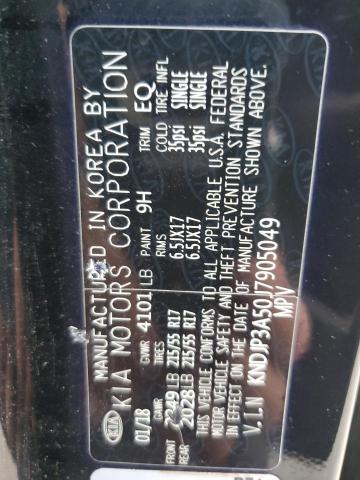 MANUFACTURED IN KOREA BY
KIA KIA MOTORS CORPORATION
01/18 GVWR 4101 LB PAINT 9H TRIM EQ
GAWR RIMS COLD TIRE INFL
FRONT LB 215/55 R17 6.5JX17 35psi SINGLE
REAR 2028 LB 215/55 R17 6.5JX17 35psi SINGLE
THIS VEHICLE CONFORMS TO ALL APPLICABLE U.S.A. FEDERAL
MOTOR VEHICLE SAFETY AND THEFT PREVENTION STANDARDS
IN EFFECT ON THE DATE OF MANUFACTURE SHOWN ABOVE.
V.I.N KNDJP3A50J7905049
MPV